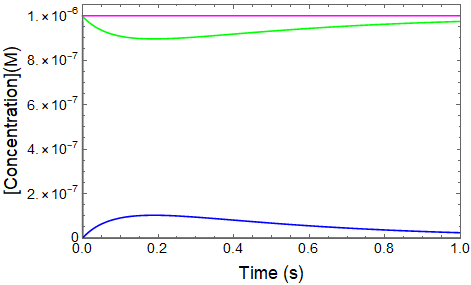 1. × 10⁻⁶
8. × 10⁻⁷
6. × 10⁻⁷
4. × 10⁻⁷
2. × 10⁻⁷
0
[Concentration](M)
0.0 0.2 0.4 0.6 0.8 1.0
Time (s)